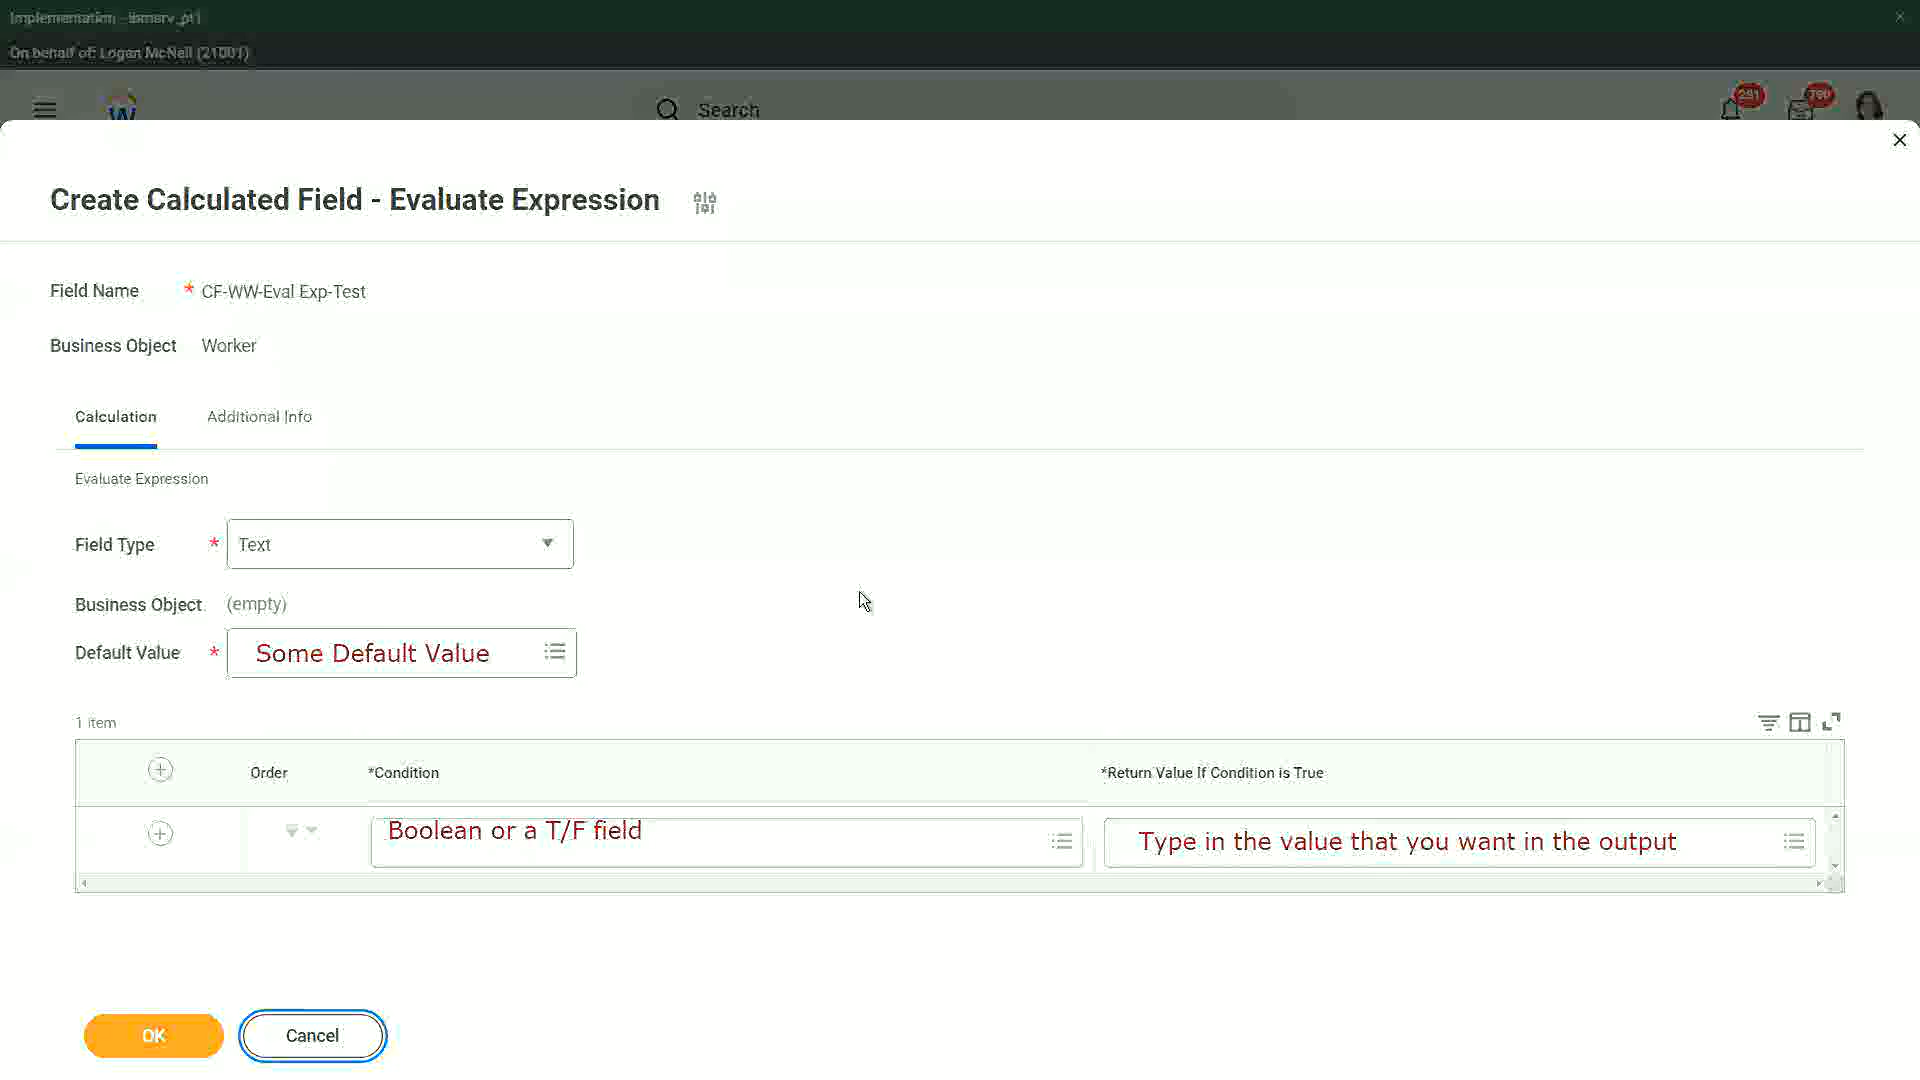 Implementation - 
On behalf of: Logan McNeil (21001)
Search
281
780
Create Calculated Field - Evaluate Expression
Field Name * CF-WW-Eval Exp-Test
Business Object Worker
Calculation Additional Info
Evaluate Expression
Field Type * Text
Business Object (empty)
Default Value * Some Default Value
1 item
Order *Condition *Return Value If Condition is True
Boolean or a T/F field Type in the value that you want in the output
OK Cancel